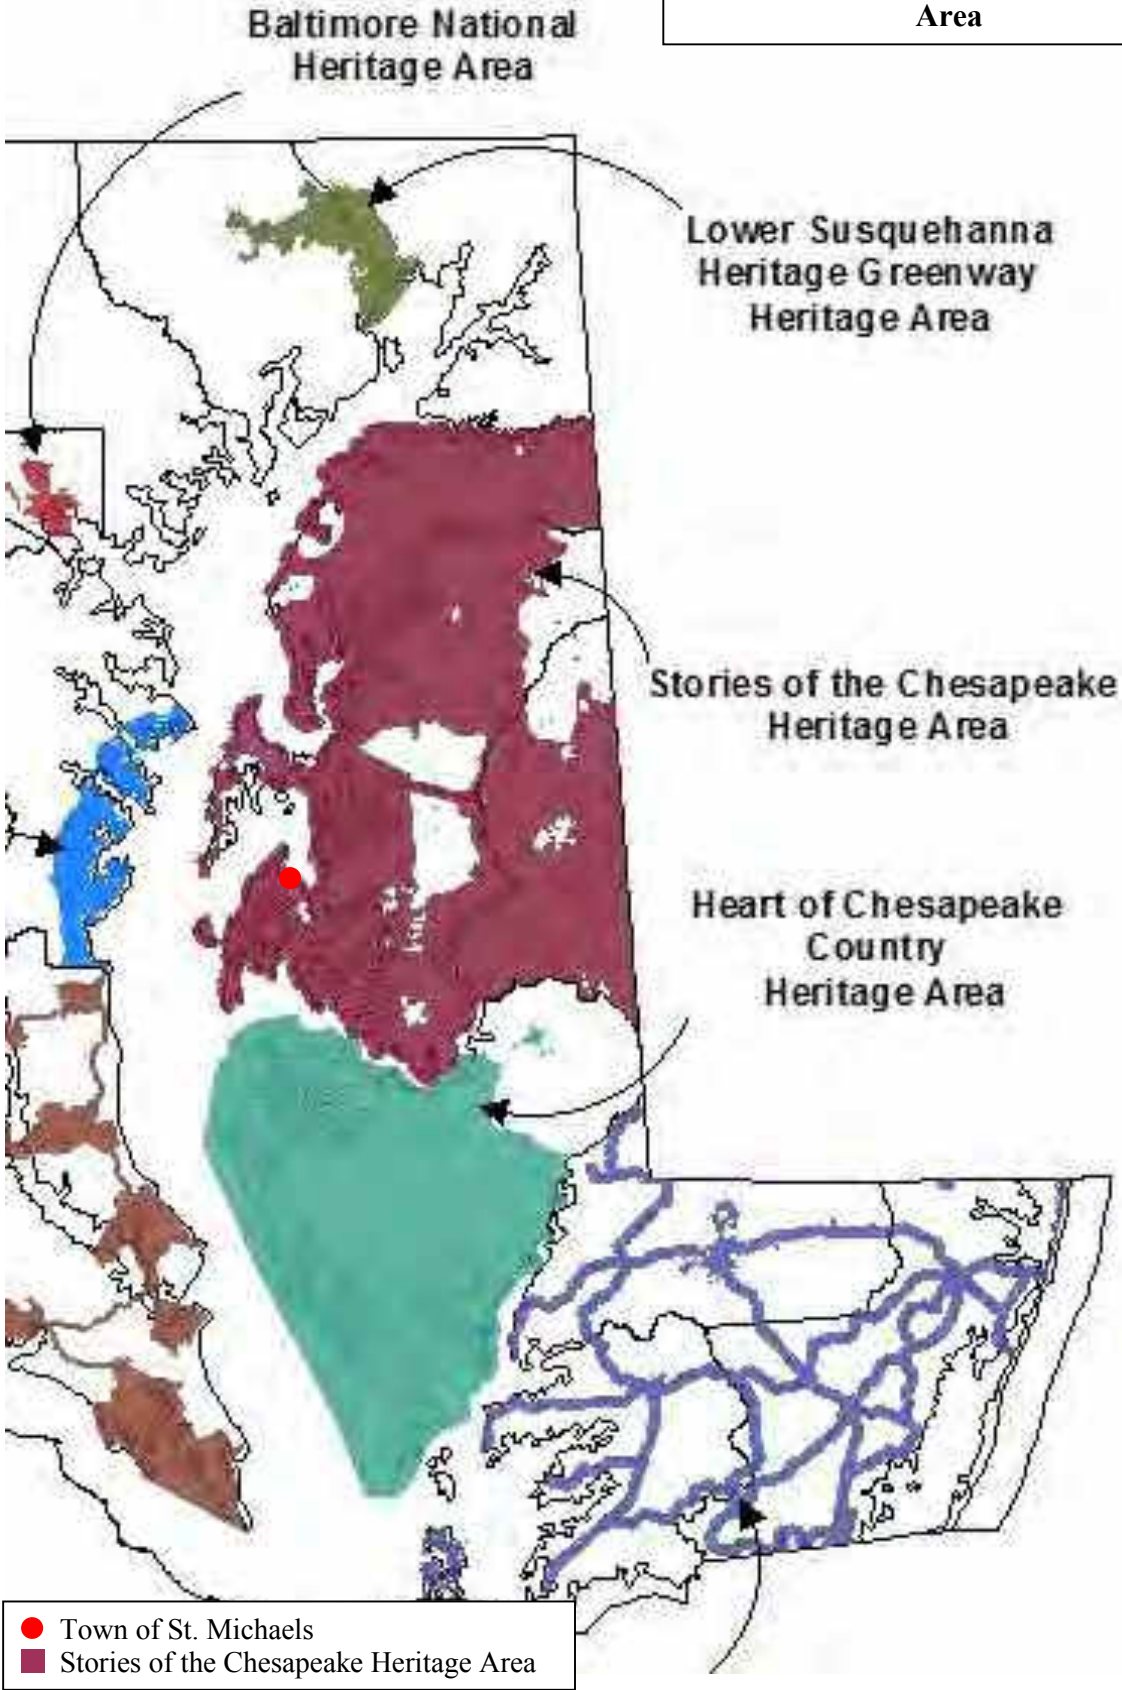 Area
Baltimore National
Heritage Area
Lower Susquehanna
Heritage Greenway
Heritage Area
Stories of the Chesapeake
Heritage Area
Heart of Chesapeake
Country
Heritage Area
Town of St. Michaels
Stories of the Chesapeake Heritage Area